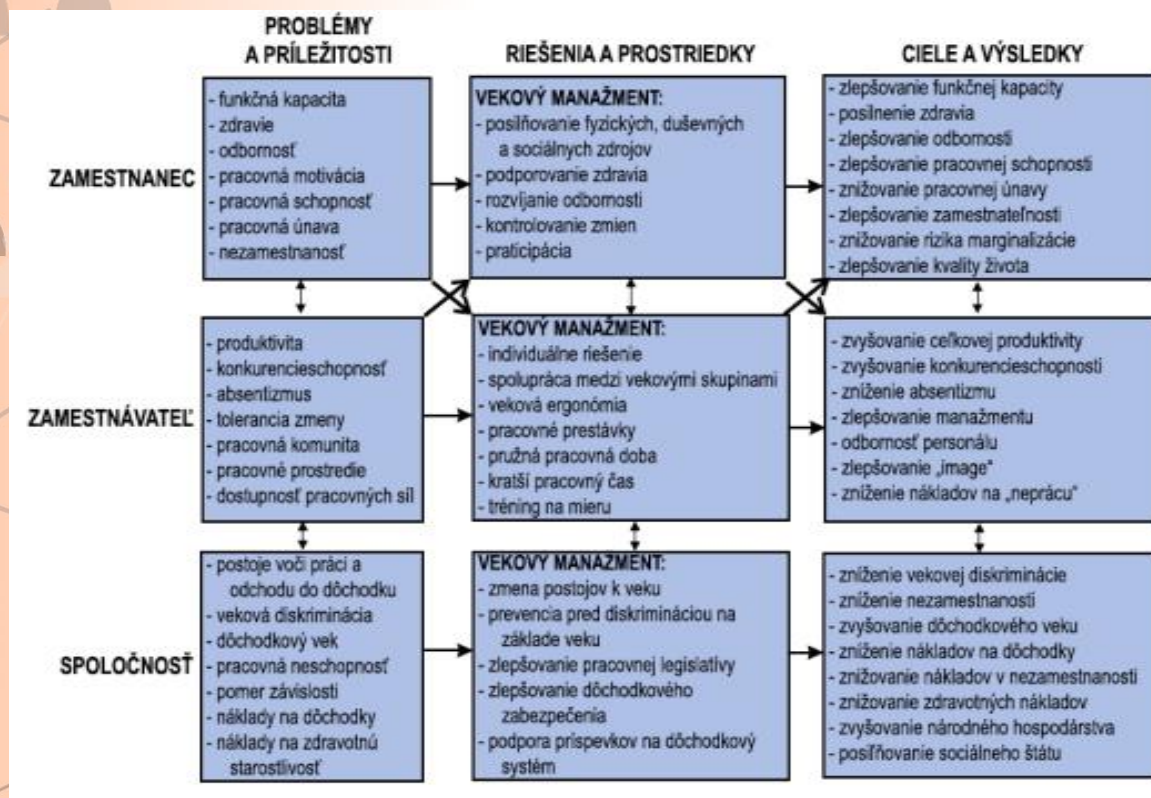 PROBLÉMY
A PRÍLEŽITOSTI
RIEŠENIA A PROSTRIEDKY
CIELE A VÝSLEDKY
ZAMESTNANEC
- funkčná kapacita
- zdravie
- odbornosť
- pracovná motivácia
- pracovná schopnosť
- pracovná únava
- nezamestnanosť
VEKOVÝ MANAŽMENT:
- posilňovanie fyzických, duševných
a sociálnych zdrojov
- podporovanie zdravia
- rozvíjanie odbornosti
- kontrolovanie zmien
- praticipácia
- zlepšovanie funkčnej kapacity
- posilnenie zdravia
- zlepšovanie odbornosti
- zlepšovanie pracovnej schopnosti
- znižovanie pracovnej únavy
- zlepšovanie zamestnateľnosti
- znižovanie rizika marginalizácie
- zlepšovanie kvality života
ZAMESTNÁVATEĽ
- produktivita
- konkurencieschopnosť
- absentizmus
- tolerancia zmeny
- pracovná komunita
- pracovné prostredie
- dostupnosť pracovných síl
VEKOVÝ MANAŽMENT:
- individuálne riešenie
- spolupráca medzi vekovými skupinami
- veková ergonómia
- pracovné prestávky
- pružná pracovná doba
- kratší pracovný čas
- tréning na mieru
- zvyšovanie celkovej produktivity
- zvyšovanie konkurencieschopnosti
- zníženie absentizmu
- zlepšovanie manažmentu
- odbornosť personálu
- zlepšovanie „image“
- zníženie nákladov na „neprácu“
SPOLOČNOSŤ
- postoje voči práci a
odchodu do dôchodku
- veková diskriminácia
- dôchodkový vek
- pracovná neschopnosť
- pomer závislosti
- náklady na dôchodky
- náklady na zdravotnú
starostlivosť
VEKOVÝ MANAŽMENT:
- zmena postojov k veku
- prevencia pred diskrimináciou na
základe veku
- zlepšovanie pracovnej legislatívy
- zlepšovanie dôchodkového
zabezpečenia
- podpora príspevkov na dôchodkový
systém
- zníženie vekovej diskriminácie
- zníženie nezamestnanosti
- zvyšovanie dôchodkového veku
- zníženie nákladov na dôchodky
- znižovanie nákladov v nezamestnanosti
- znižovanie zdravotných nákladov
- zvyšovanie národného hospodárstva
- posilňovanie sociálneho štátu